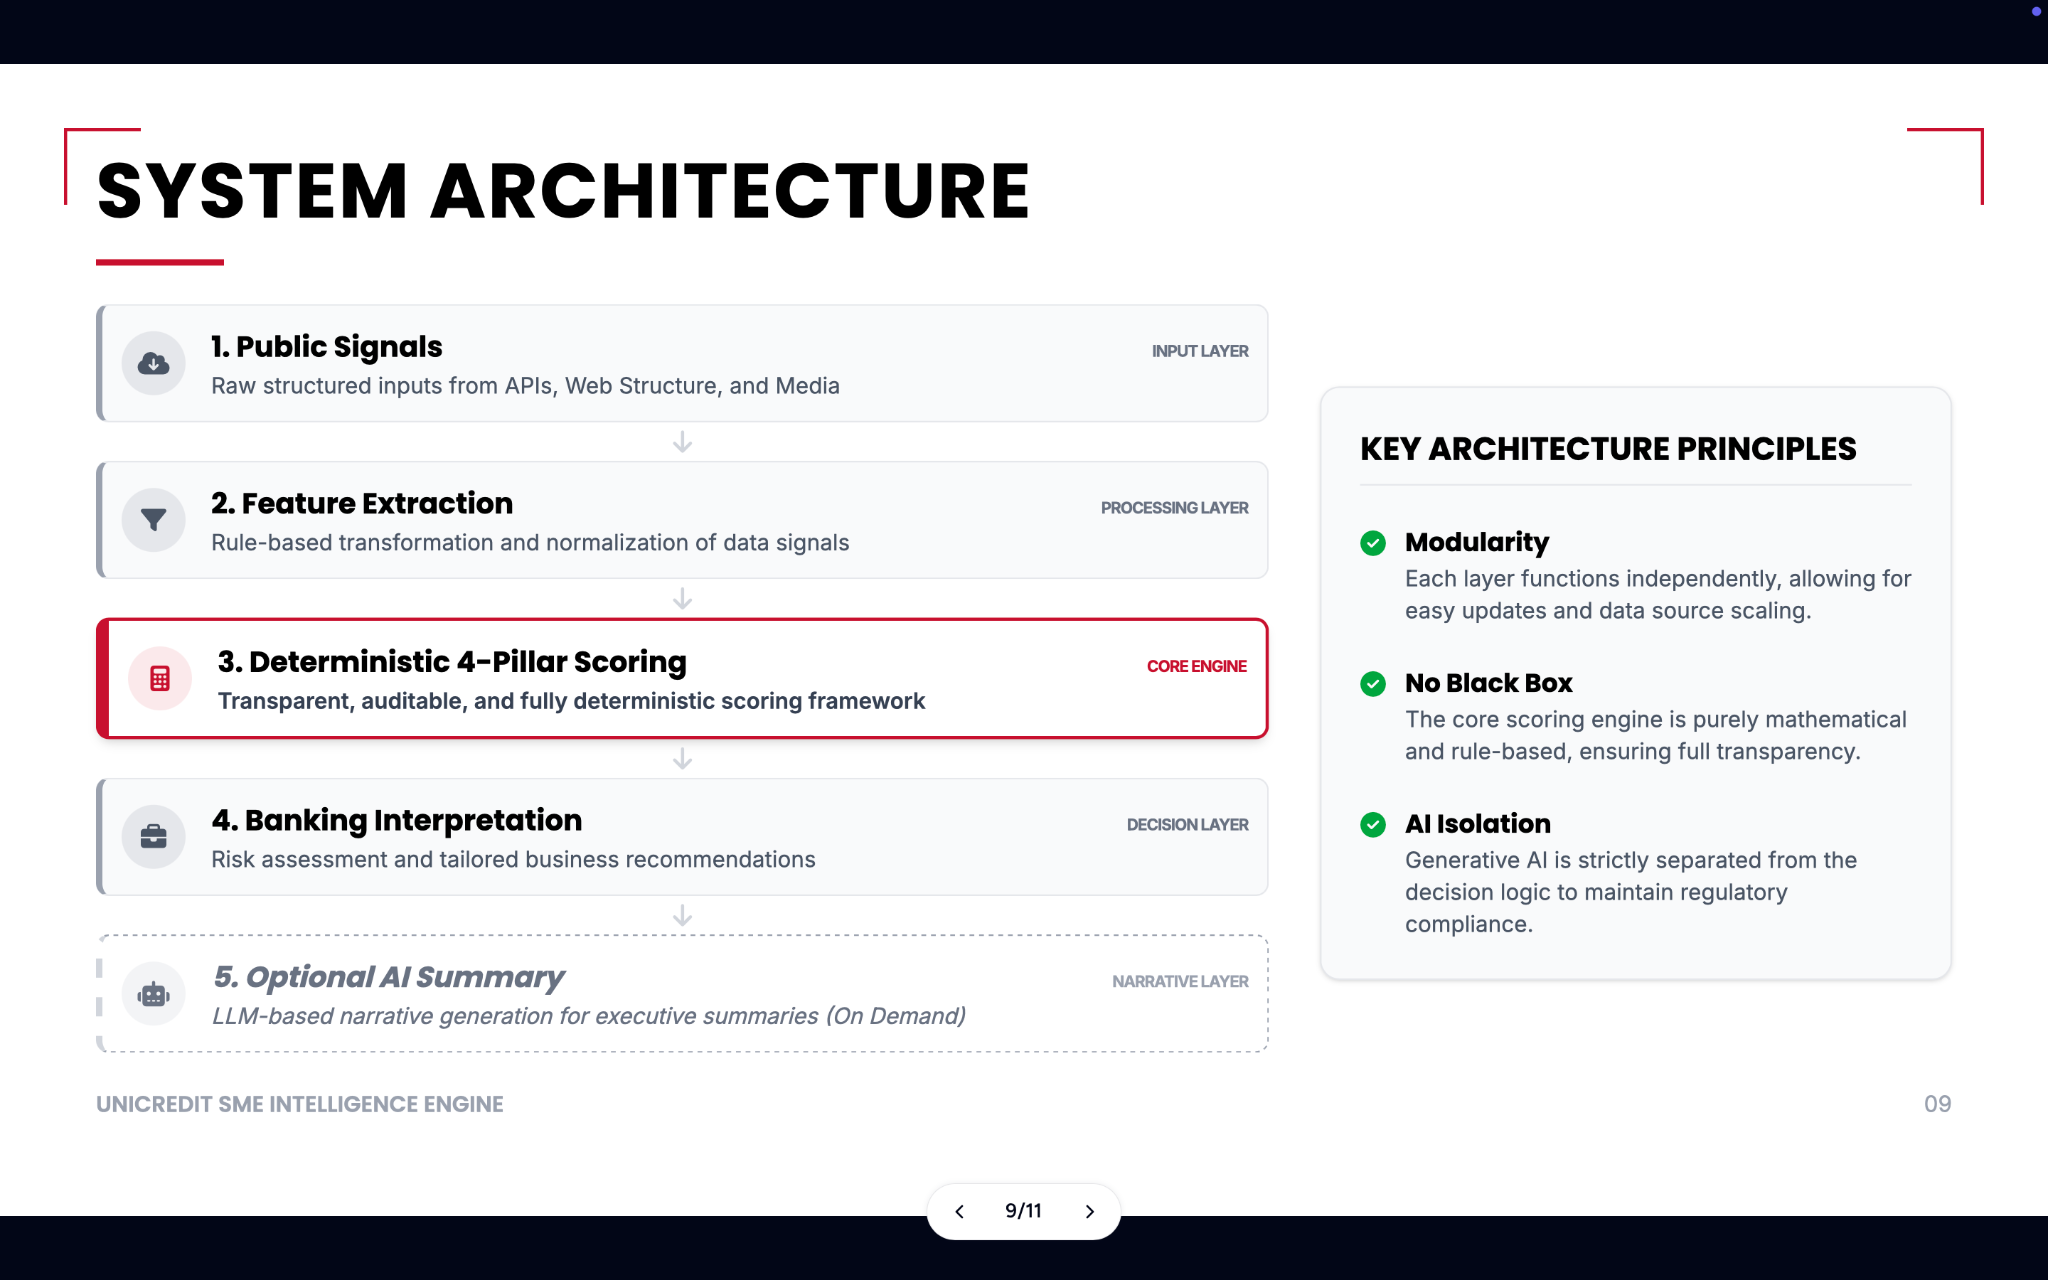 SYSTEM ARCHITECTURE
1. Public Signals
INPUT LAYER
Raw structured inputs from APIs, Web Structure, and Media
2. Feature Extraction
PROCESSING LAYER
Rule-based transformation and normalization of data signals
3. Deterministic 4-Pillar Scoring
CORE ENGINE
Transparent, auditable, and fully deterministic scoring framework
4. Banking Interpretation
DECISION LAYER
Risk assessment and tailored business recommendations
5. Optional AI Summary
NARRATIVE LAYER
LLM-based narrative generation for executive summaries (On Demand)
KEY ARCHITECTURE PRINCIPLES
Modularity
Each layer functions independently, allowing for
easy updates and data source scaling.
No Black Box
The core scoring engine is purely mathematical
and rule-based, ensuring full transparency.
AI Isolation
Generative AI is strictly separated from the
decision logic to maintain regulatory
compliance.
UNICREDIT SME INTELLIGENCE ENGINE
09
9/11